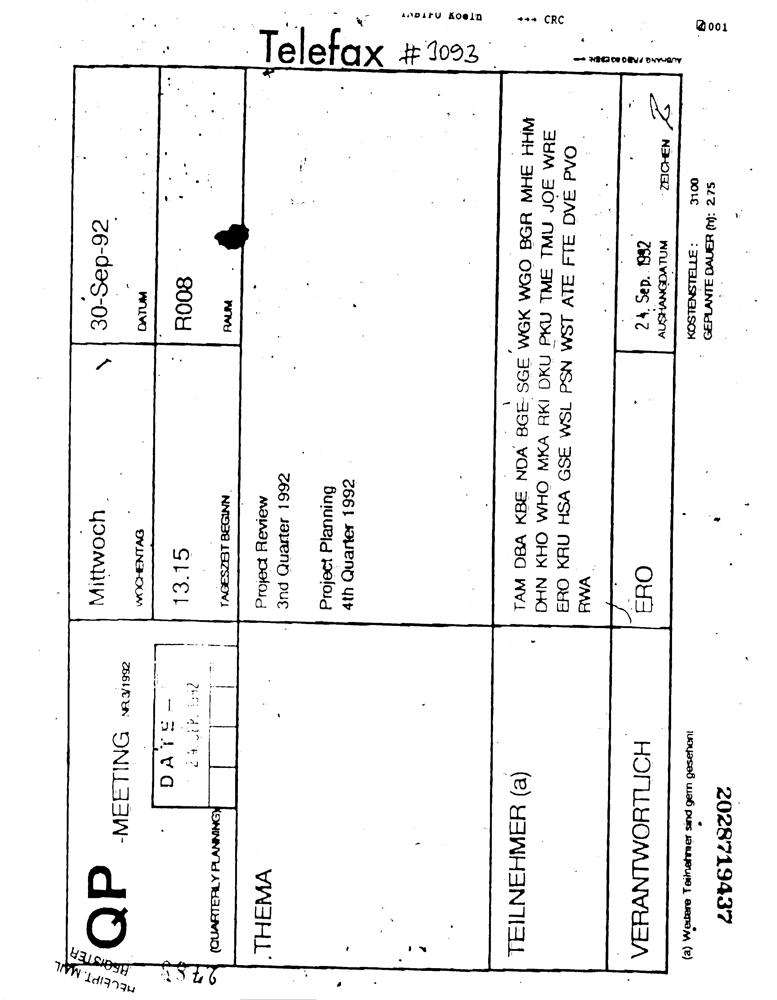 Koeln +++ CRC 001
Telefax #3093
QP -MEETING NR.3/1992
(QUARTERLY PLANNING)
DATE
RECEIPT, MAIL
REGISTER
Mittwoch
WOCHENTAG
30-Sep-92
DATUM
13.15
TAGESZEIT BEGINN
R008
RAUM
THEMA
Project Review
3nd Quarter 1992
Project Planning
4th Quarter 1992
TEILNEHMER (a)
TAM DBA KBE NDA BGE SGE WGK WGO BGR MHE HHM
DHN KHO WHO MKA RKI DKU PKU TME TMU JOE WRE
ERO KRU HSA GSE WSL PSN WST ATE FTE DVE PVO
RWA
VERANTWORTLICH
ERO
24. Sep. 1992
AUSHANGDATUM
ZEICHEN
(a) Weitere Teilnehmer sind gern gesehen!
KOSTENSTELLE: 3100
GEPLANTE DAUER (h): 2.75
2028719437